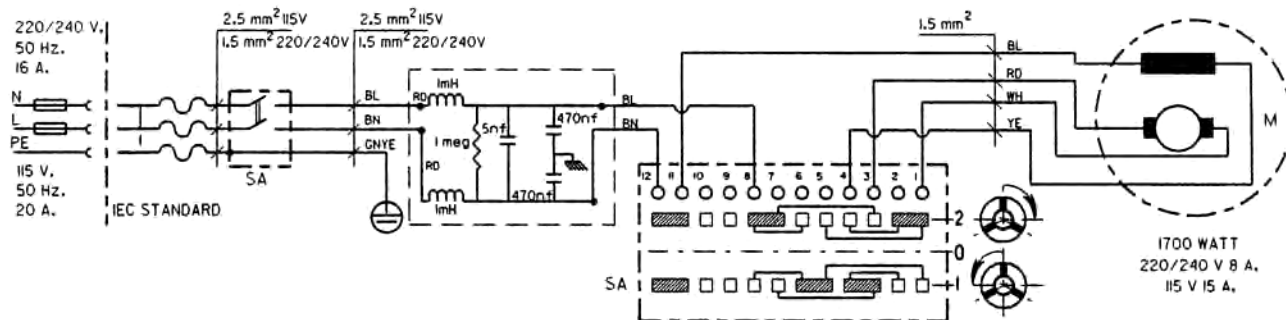 220/240 V.
50 Hz.
16 A.
N
L
PE
115 V.
50 Hz.
20 A.
IEC STANDARD
2.5 mm² 115V
1.5 mm² 220/240V
SA
2.5 mm² 115V
1.5 mm² 220/240V
BL
BN
GNYE
RD
1mH
RD
1mH
1 meg
5nf
470nf
470nf
BL
BN
12 11 10 9 8 7 6 5 4 3 2 1
2
0
SA
1
1.5 mm²
BL
RD
WH
YE
M
1700 WATT
220/240 V 8 A.
115 V 15 A.